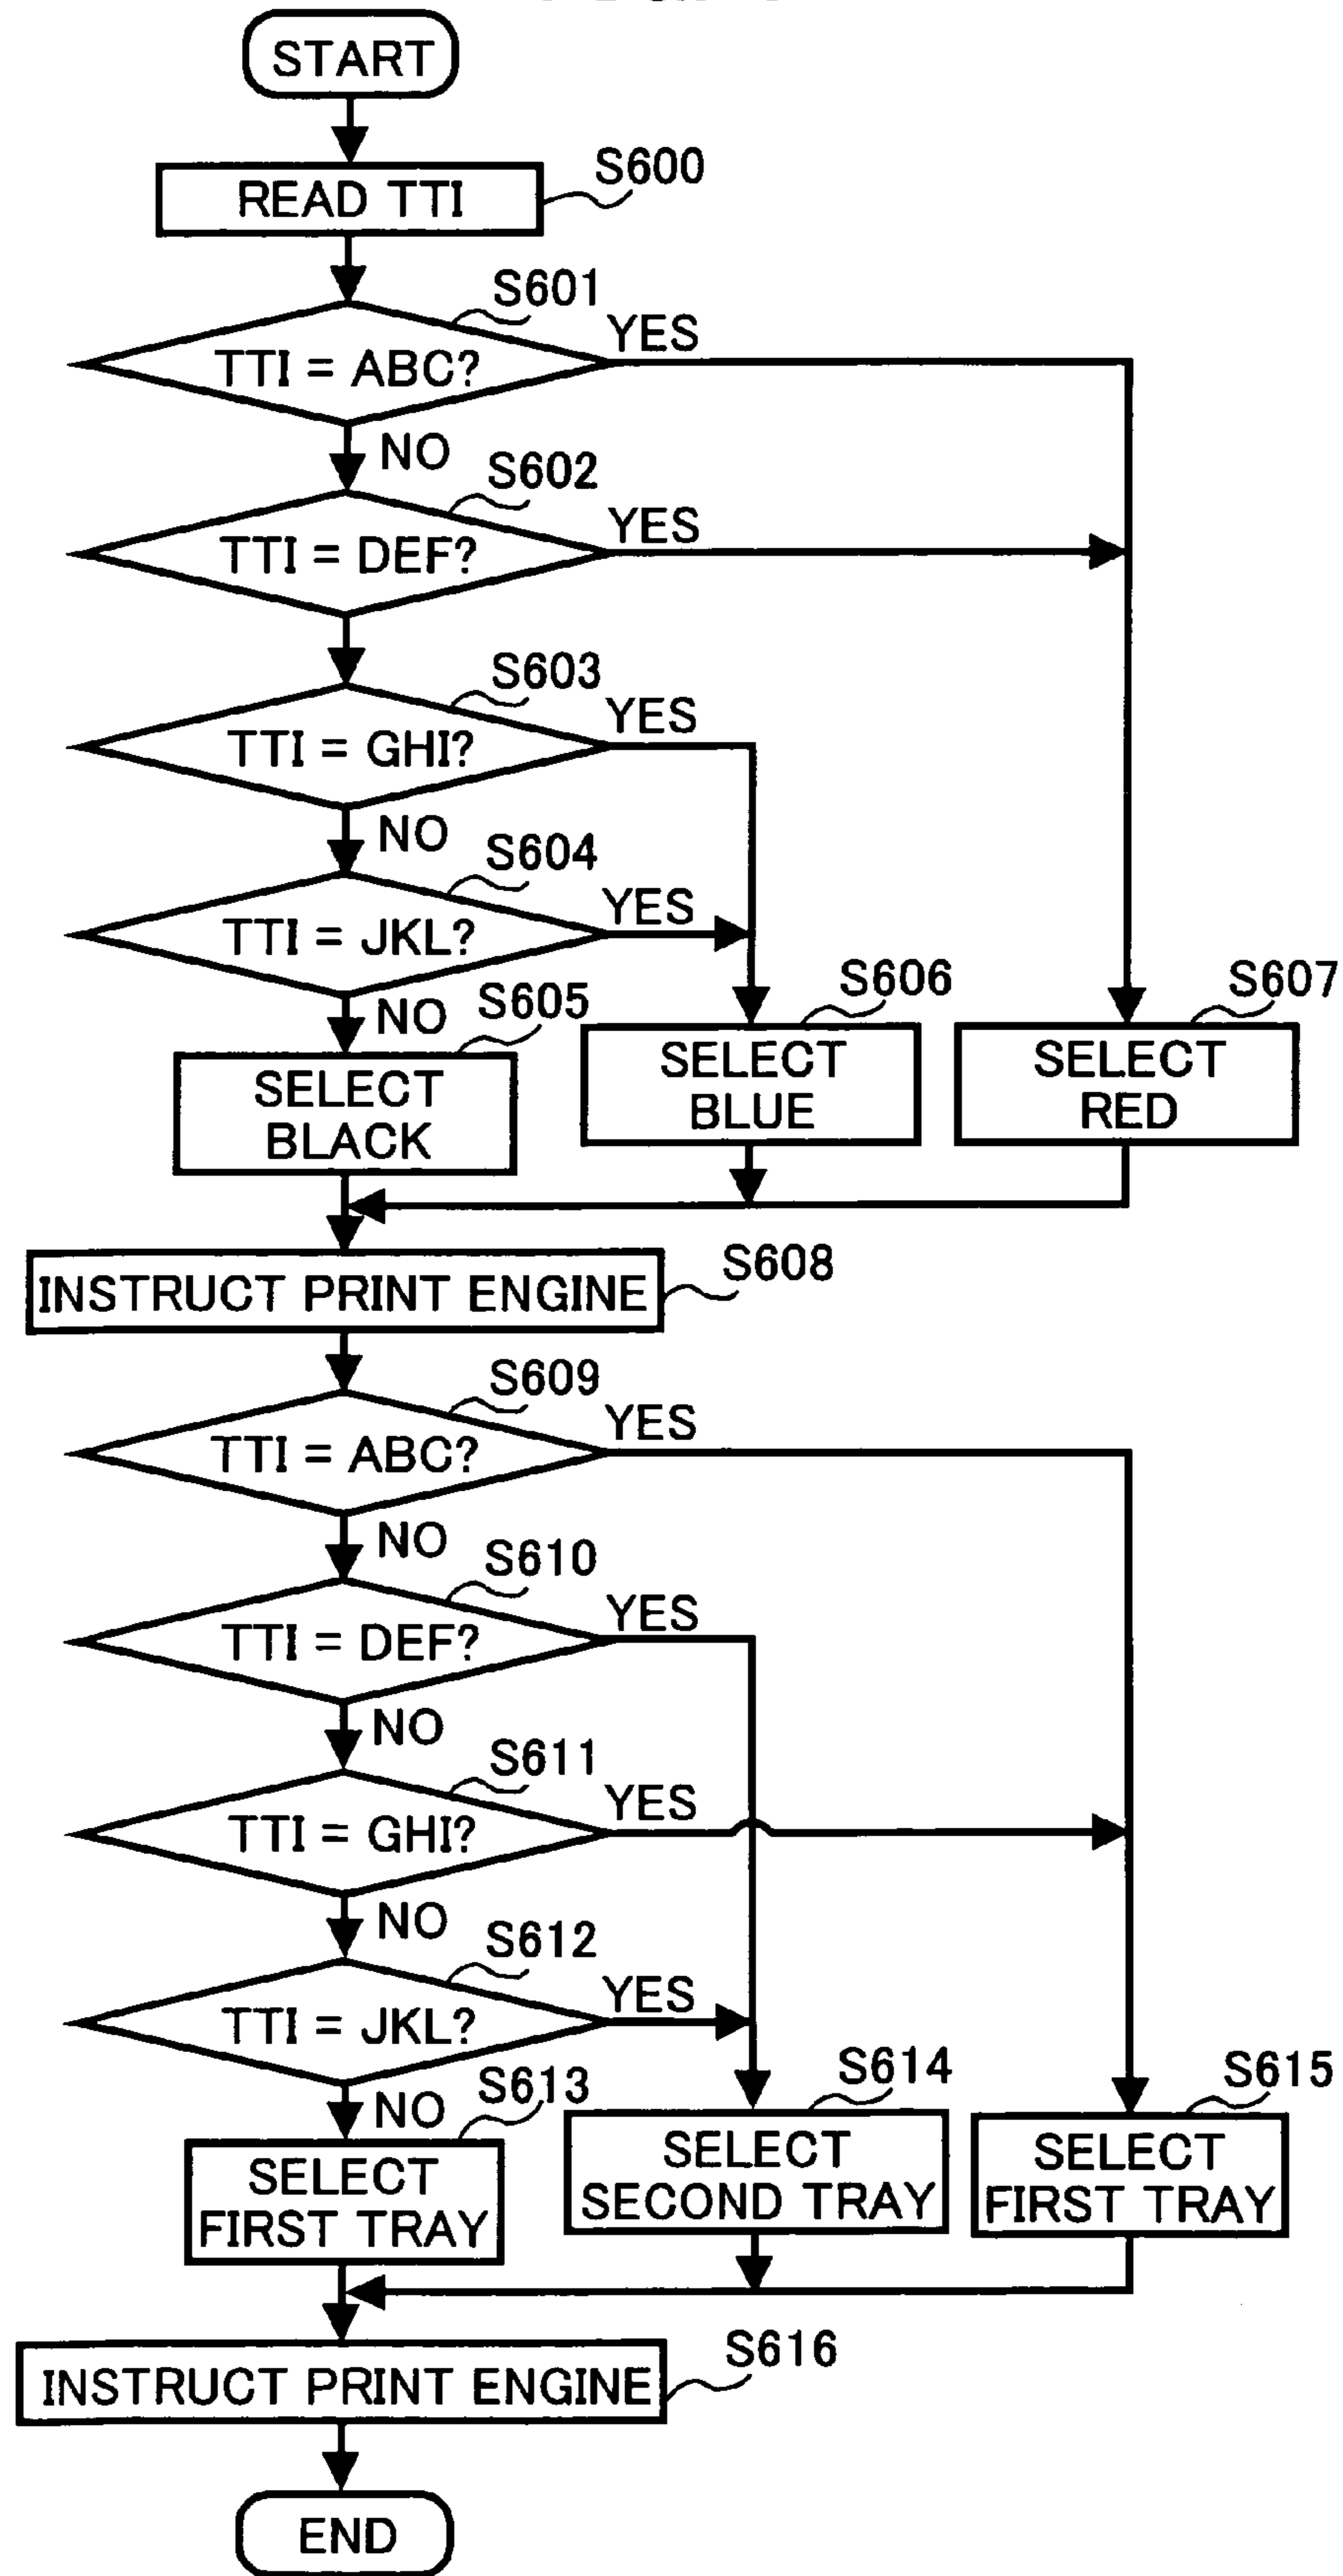 START
S600
READ TTI
S601
TTI = ABC?
YES
NO
S602
TTI = DEF?
YES
S603
TTI = GHI?
YES
NO
S604
TTI = JKL?
YES
NO
S605
S606
S607
SELECT
BLACK
SELECT
BLUE
SELECT
RED
INSTRUCT PRINT ENGINE
S608
S609
TTI = ABC?
YES
NO
S610
TTI = DEF?
YES
NO
S611
TTI = GHI?
YES
NO
S612
TTI = JKL?
YES
NO
S613
S614
S615
SELECT
FIRST TRAY
SELECT
SECOND TRAY
SELECT
FIRST TRAY
INSTRUCT PRINT ENGINE
S616
END